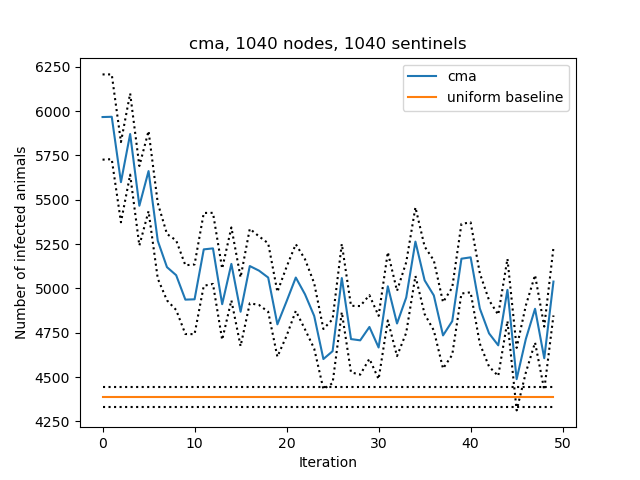 cma, 1040 nodes, 1040 sentinels
cma
uniform baseline
Number of infected animals
6250
6000
5750
5500
5250
5000
4750
4500
4250
0 10 20 30 40 50
Iteration